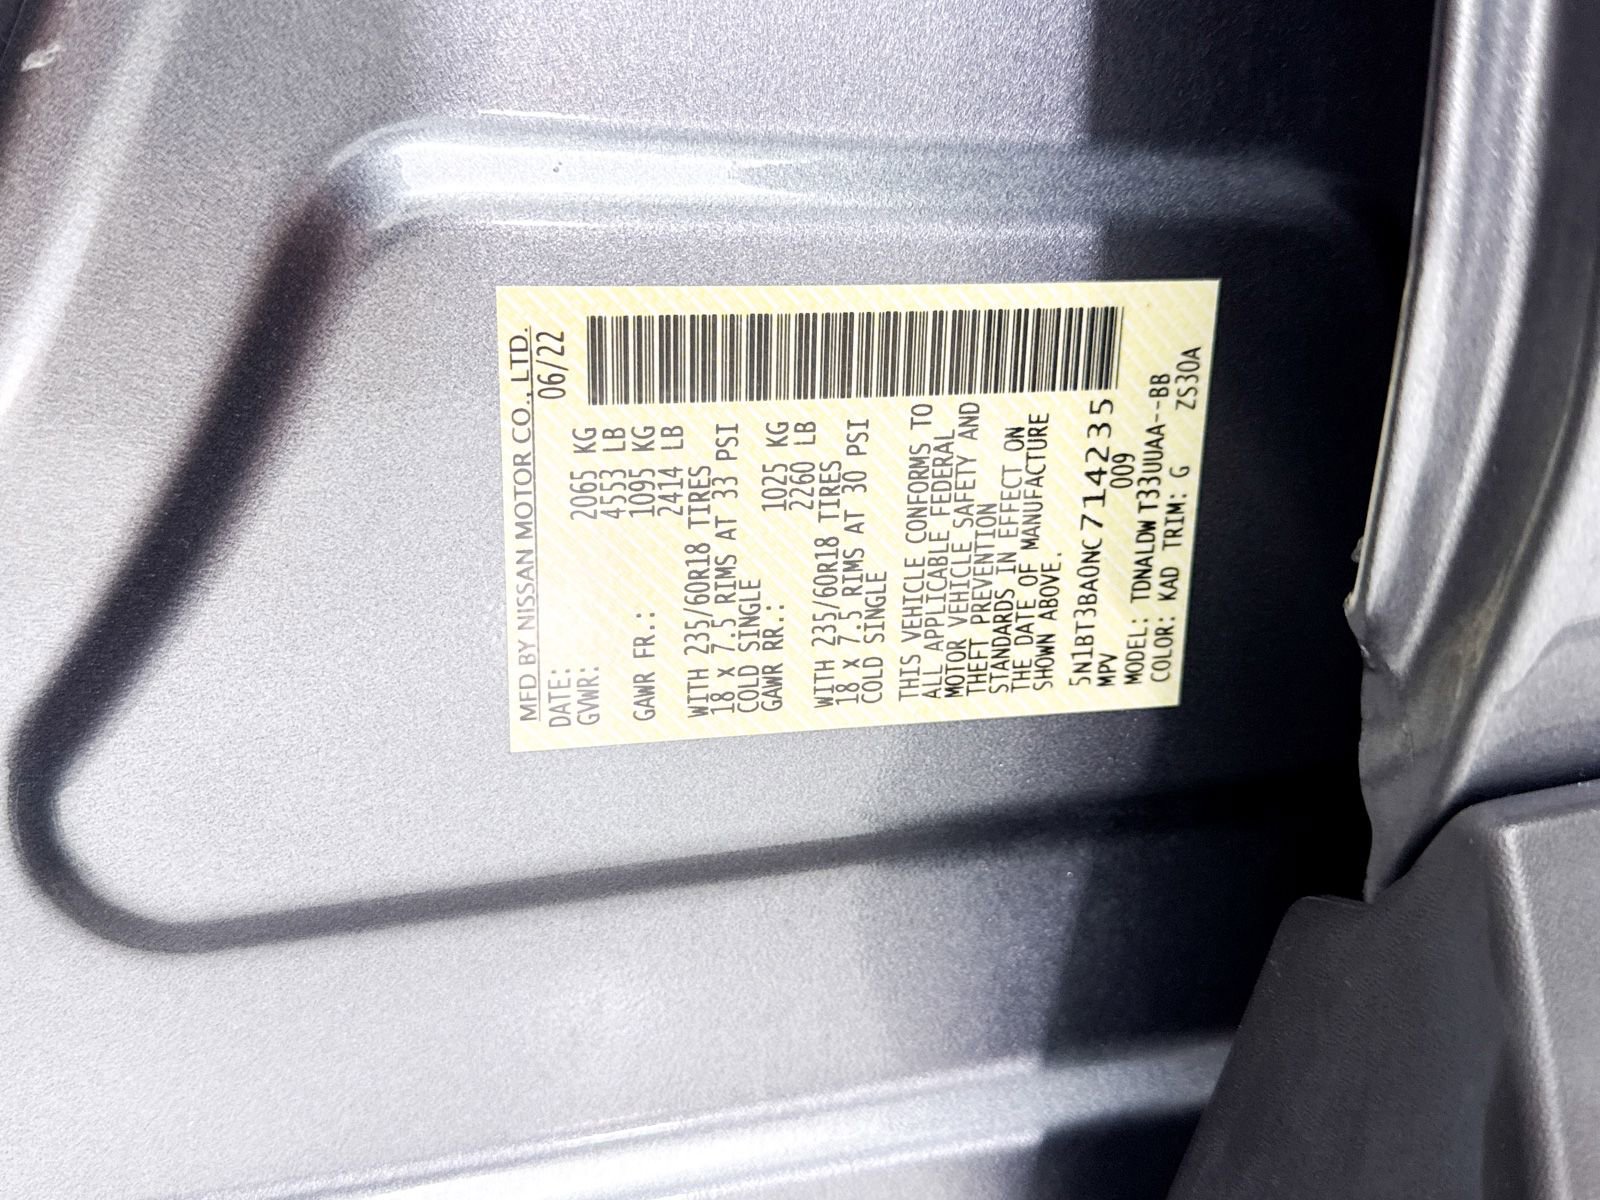 MFD BY NISSAN MOTOR CO., LTD.
DATE: 06/22
GVWR: 2065 KG
4553 LB
GAWR FR.: 1095 KG
2414 LB
WITH 235/60R18 TIRES
18 X 7.5 RIMS AT 33 PSI
COLD SINGLE
GAWR RR.: 1025 KG
2260 LB
WITH 235/60R18 TIRES
18 X 7.5 RIMS AT 30 PSI
COLD SINGLE
THIS VEHICLE CONFORMS TO
ALL APPLICABLE FEDERAL
MOTOR VEHICLE SAFETY AND
THEFT PREVENTION
STANDARDS IN EFFECT ON
THE DATE OF MANUFACTURE
SHOWN ABOVE.
5N1BT3BA0NC714235
MPV 009
MODEL: TDNALDWT33UUAA--BB
COLOR: KAD TRIM: G ZS30A